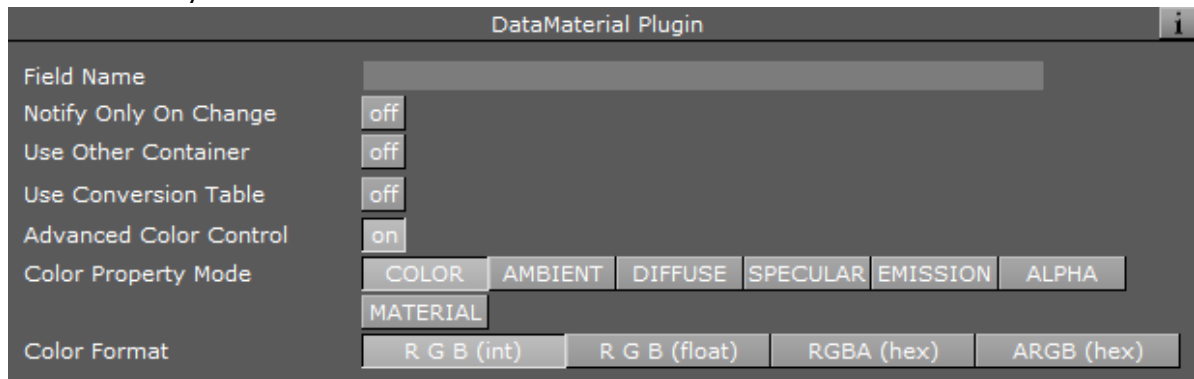 DataMaterial Plugin i
Field Name
Notify Only On Change off
Use Other Container off
Use Conversion Table off
Advanced Color Control on
Color Property Mode COLOR AMBIENT DIFFUSE SPECULAR EMISSION ALPHA
MATERIAL
Color Format R G B (int) R G B (float) RGBA (hex) ARGB (hex)